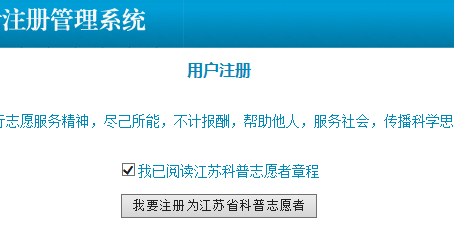 注册管理系统
用户注册
行志愿服务精神，尽己所能，不计报酬，帮助他人，服务社会，传播科学思
我已阅读江苏科普志愿者章程
我要注册为江苏省科普志愿者